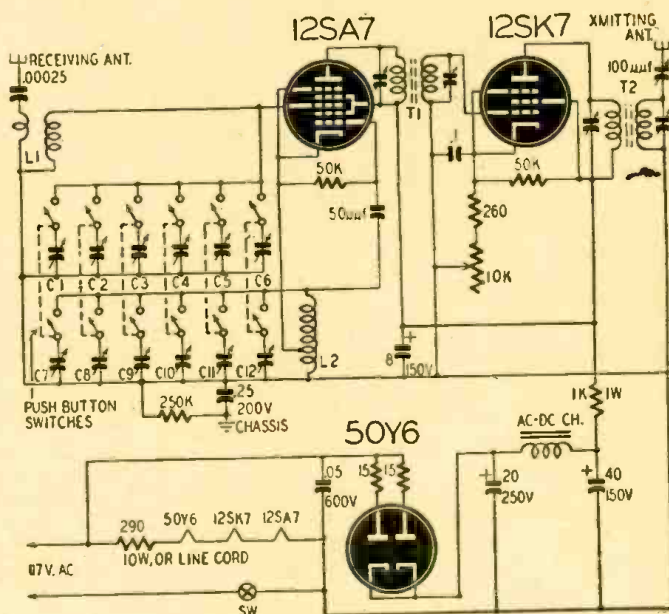 12SA7
12SK7
XMITTING
ANT.
RECEIVING ANT.
.00025
100μμf
T2
L1
T1
.1
50K
50K
50μμf
260
10K
C1 C2 C3 C4 C5 C6
L2
8
150V
C7 C8 C9 C10 C11 C12
.25
200V
250K
CHASSIS
PUSH BUTTON
SWITCHES
1K 1W
AC-DC CH.
50Y6
20
250V
40
150V
.05
600V
15 15
290
50Y6 12SK7 12SA7
10W, OR LINE CORD
117V. AC
SW